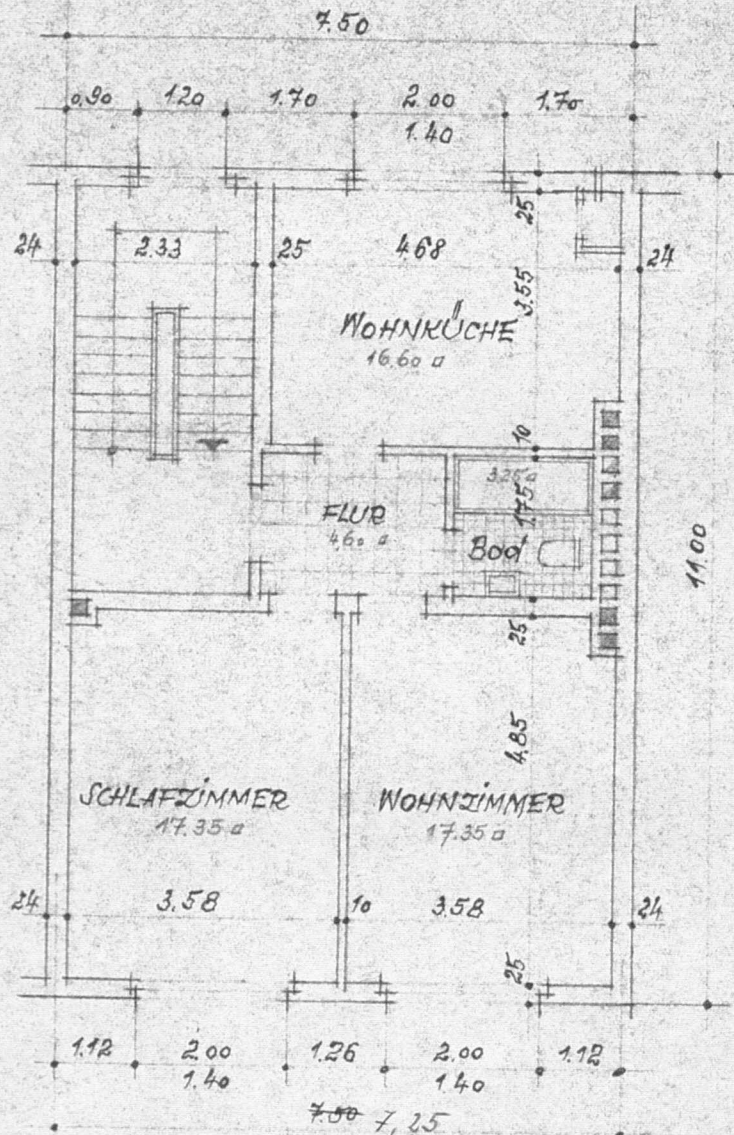 7.50
0.90 1.20 1.70 2.00 1.70
1.40
25
24 2.33 25 4.68 24
3.55
WOHNKÜCHE
16.60 □
10
3.25 □
1.75
FLUR
4.60 □
Bad
11.00
25
4.85
SCHLAFZIMMER WOHNZIMMER
17.35 □ 17.35 □
24 3.58 10 3.58 24
25
1.12 2.00 1.26 2.00 1.12
1.40 1.40
7.50 7,25